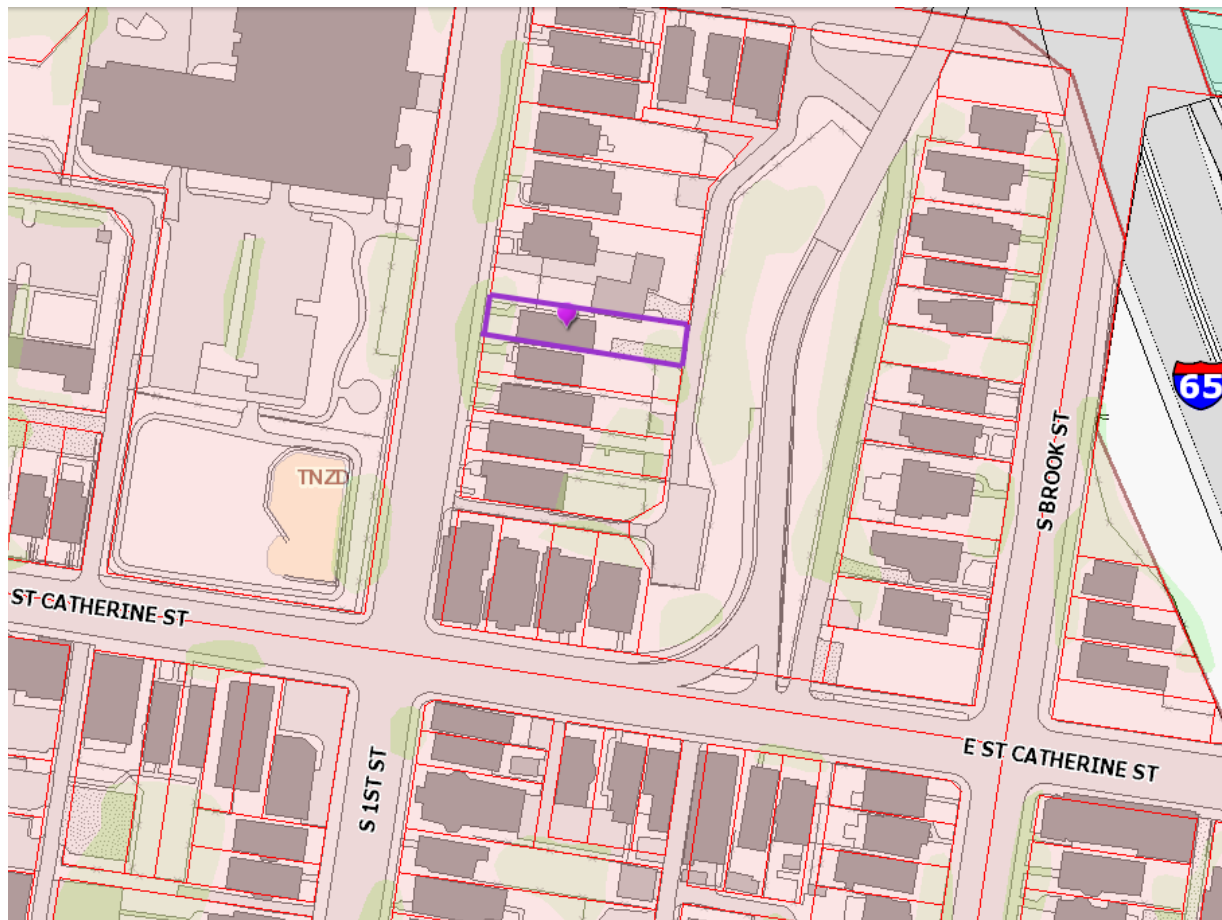 65
S BROOK ST
TNZD
ST CATHERINE ST
E ST CATHERINE ST
S 1ST ST